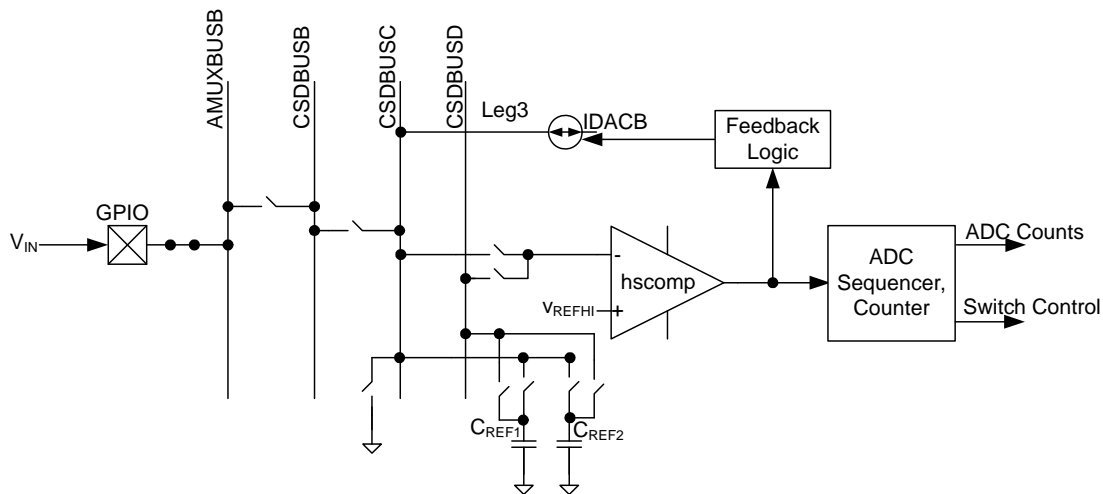 AMUXBUSB
CSDBUSB
CSDBUSC
CSDBUSD
Leg3
IDACB
Feedback
Logic
GPIO
VIN
-
hscomp
VREFHI
+
ADC
Sequencer,
Counter
ADC Counts
Switch Control
CREF1
CREF2